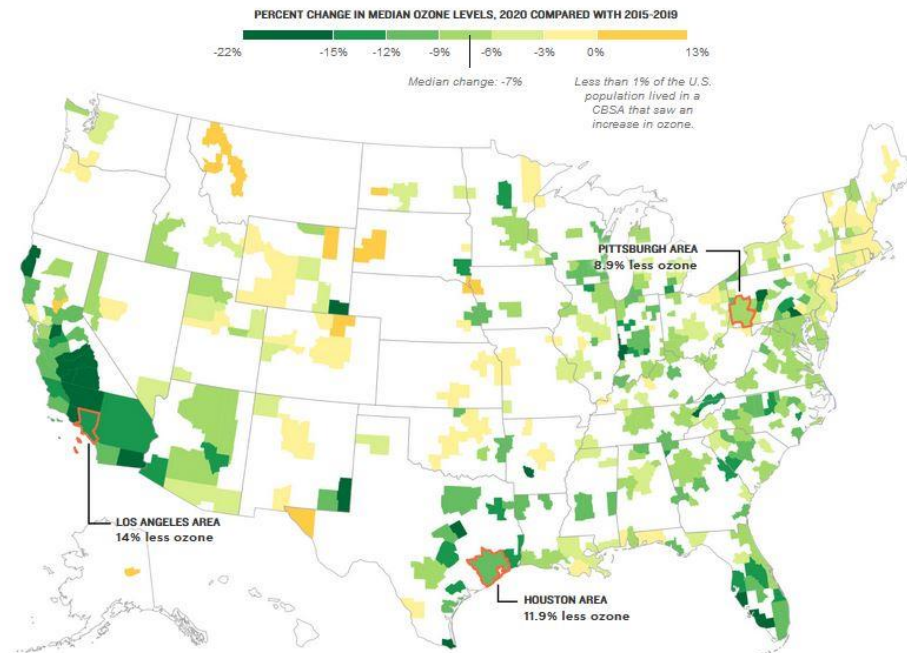 PERCENT CHANGE IN MEDIAN OZONE LEVELS, 2020 COMPARED WITH 2015-2019
-22% -15% -12% -9% -6% -3% 0% 13%
Median change: -7%
Less than 1% of the U.S.
population lived in a
CBSA that saw an
increase in ozone.
PITTSBURGH AREA
8.9% less ozone
LOS ANGELES AREA
14% less ozone
HOUSTON AREA
11.9% less ozone